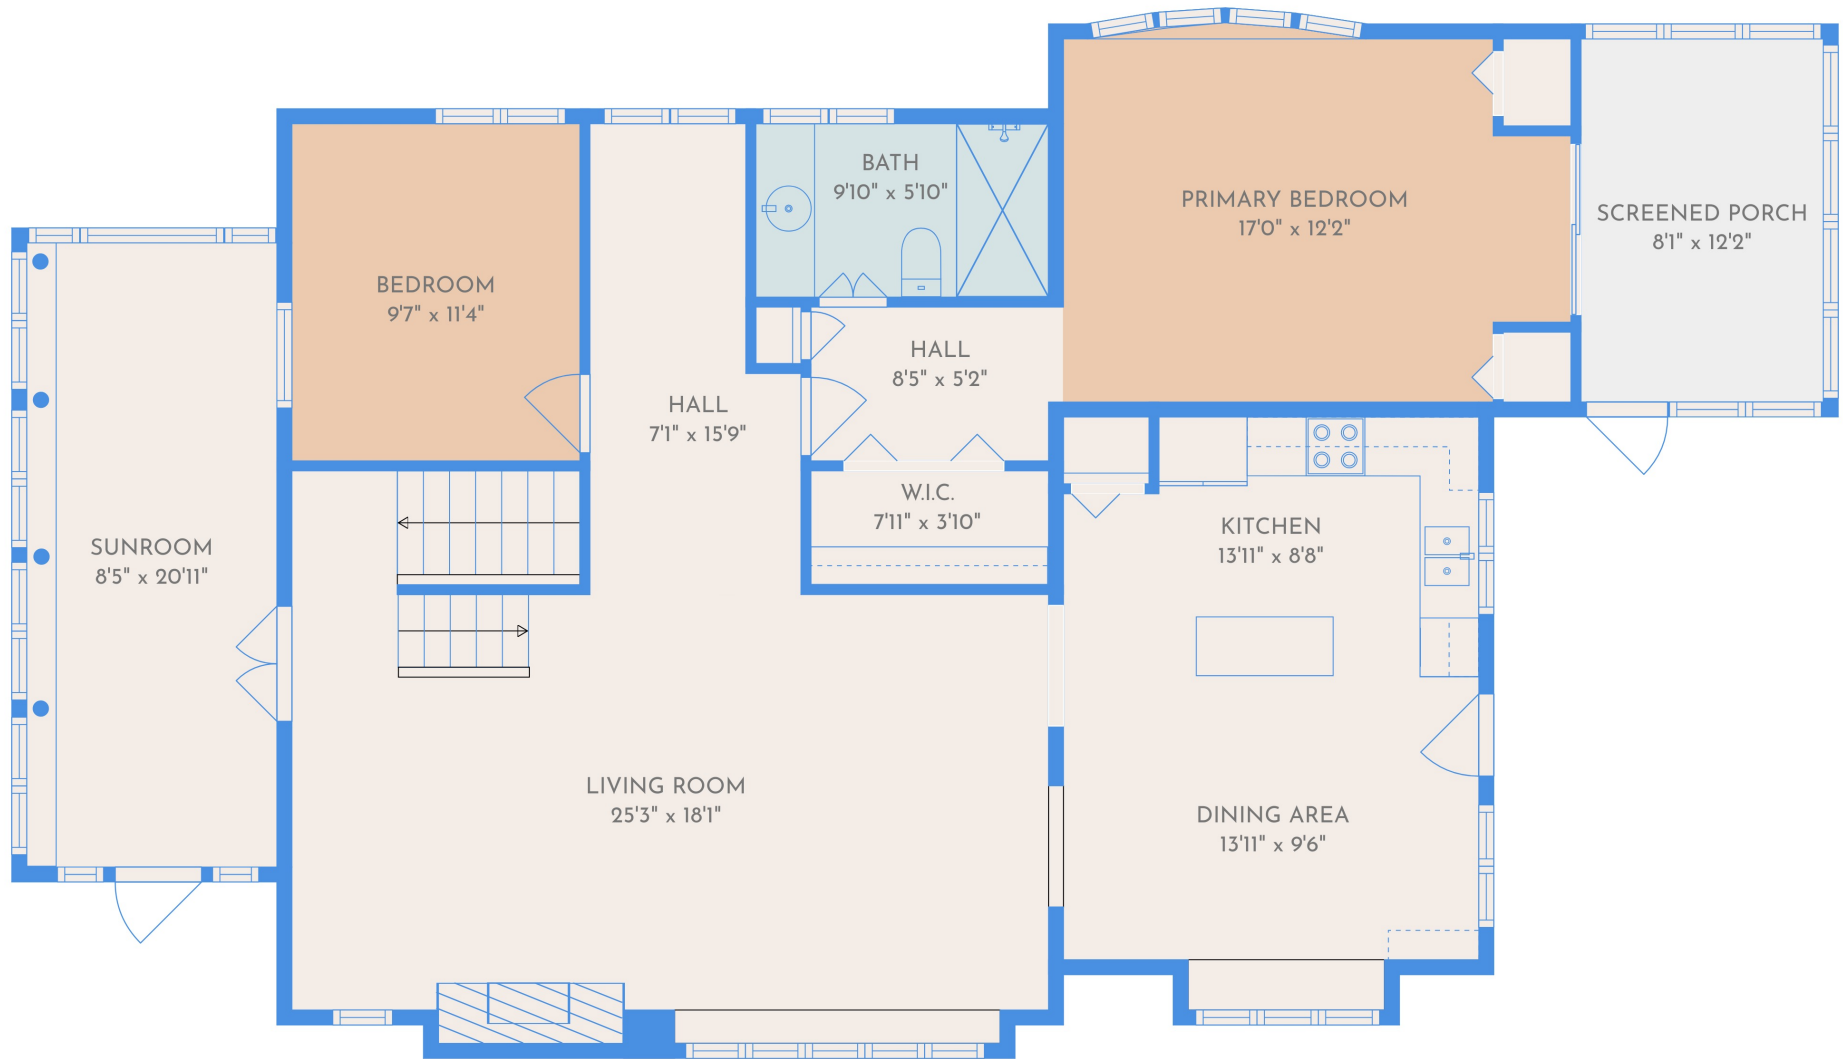 BATH
9'10" x 5'10"
PRIMARY BEDROOM
17'0" x 12'2"
SCREENED PORCH
8'1" x 12'2"
BEDROOM
9'7" x 11'4"
HALL
8'5" x 5'2"
HALL
7'1" x 15'9"
W.I.C.
7'11" x 3'10"
KITCHEN
13'11" x 8'8"
SUNROOM
8'5" x 20'11"
LIVING ROOM
25'3" x 18'1"
DINING AREA
13'11" x 9'6"